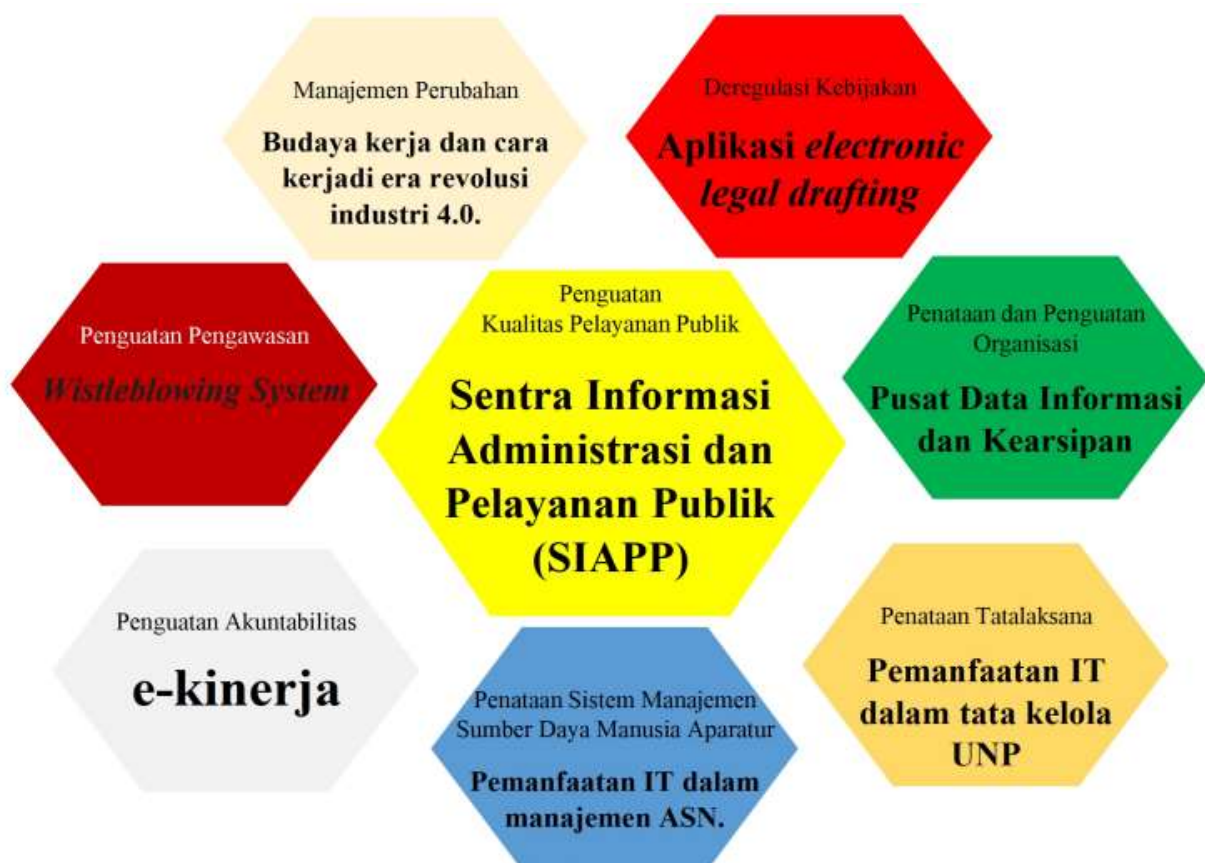 Manajemen Perubahan
Budaya kerja dan cara
kerjadi era revolusi
industri 4.0.
Deregulasi Kebijakan
Aplikasi electronic
legal drafting
Penguatan Pengawasan
Wistleblowing System
Penguatan
Kualitas Pelayanan Publik
Sentra Informasi
Administrasi dan
Pelayanan Publik
(SIAPP)
Penataan dan Penguatan
Organisasi
Pusat Data Informasi
dan Kearsipan
Penguatan Akuntabilitas
e-kinerja
Penataan Sistem Manajemen
Sumber Daya Manusia Aparatur
Pemanfaatan IT dalam
manajemen ASN.
Penataan Tatalaksana
Pemanfaatan IT
dalam tata kelola
UNP